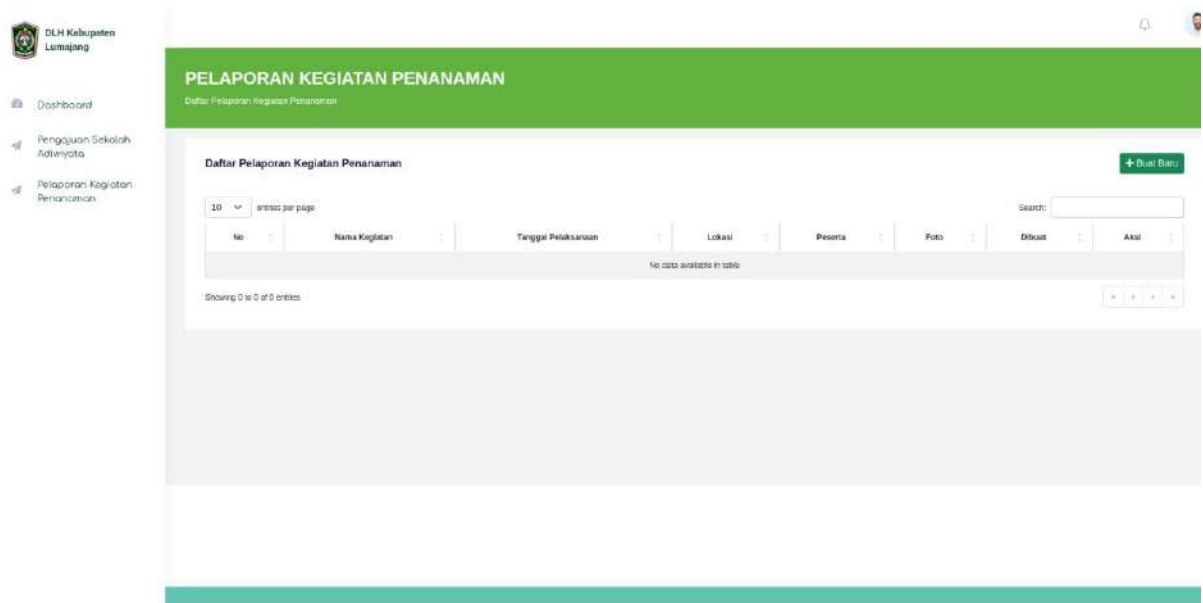 DLH Kabupaten
Lumajang
Dashboard
Pengajuan Sekolah
Adiwiyata
Pelaporan Kegiatan
Penanaman
PELAPORAN KEGIATAN PENANAMAN
Daftar Pelaporan Kegiatan Penanaman
Daftar Pelaporan Kegiatan Penanaman
+ Buat Baru
10 entries per page
Search:
No Nama Kegiatan Tanggal Pelaksanaan Lokasi Peserta Foto Dibuat Aksi
No data available in table
Showing 0 to 0 of 0 entries
« ‹ › »